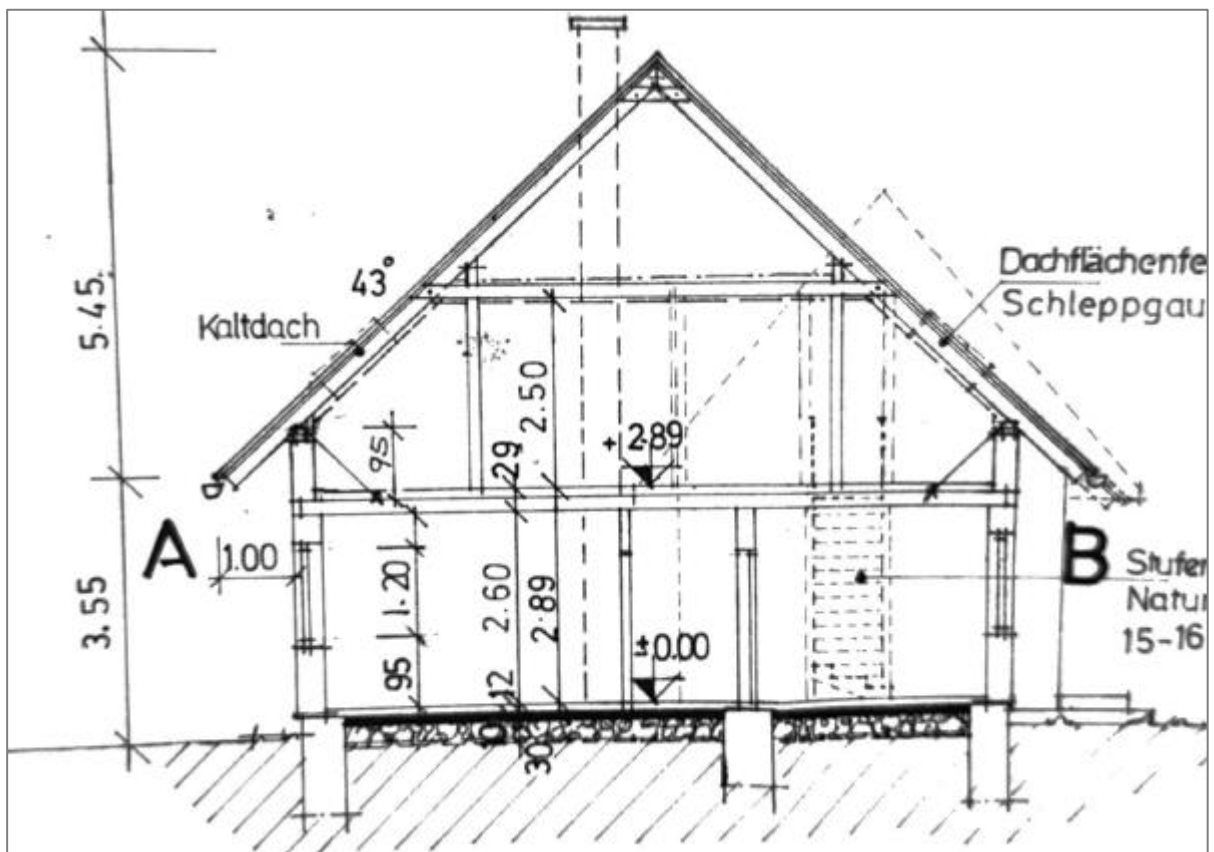 5.45
43°
Dachflächenfe
Schleppgau
Kaltdach
95
2.50
29
+ 2.89
A
1.00
1.20
2.60
2.89
B
Stufen
Natur
15-16
3.55
95
12
±0.00
30